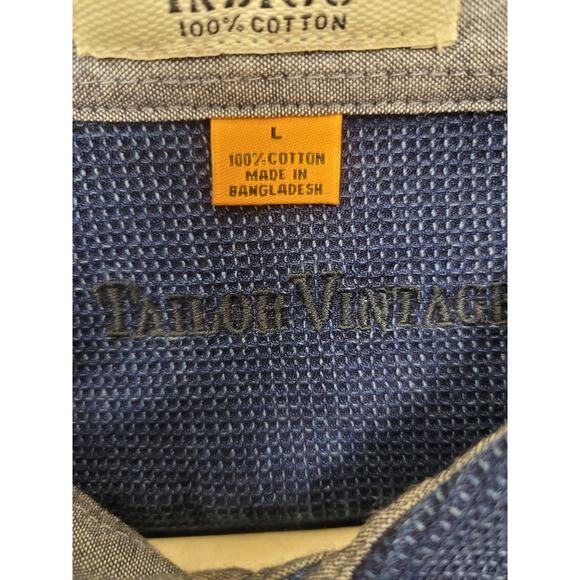 100% COTTON
L
100% COTTON
MADE IN
BANGLADESH
TAILOR VINTAGE